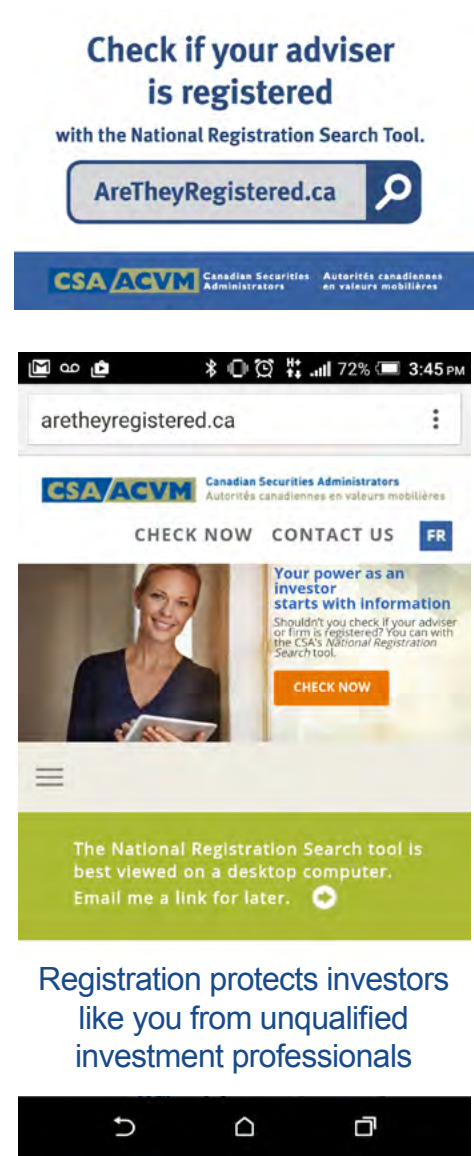 Check if your adviser
is registered
with the National Registration Search Tool.
AreTheyRegistered.ca
CSA ACVM Canadian Securities Administrators Autorités canadiennes en valeurs mobilières
H+ 72% 3:45 PM
aretheyregistered.ca
CSA ACVM Canadian Securities Administrators
Autorités canadiennes en valeurs mobilières
CHECK NOW CONTACT US FR
Your power as an
investor
starts with information
Shouldn't you check if your adviser
or firm is registered? You can with
the CSA's National Registration
Search tool.
CHECK NOW
The National Registration Search tool is
best viewed on a desktop computer.
Email me a link for later.
Registration protects investors
like you from unqualified
investment professionals